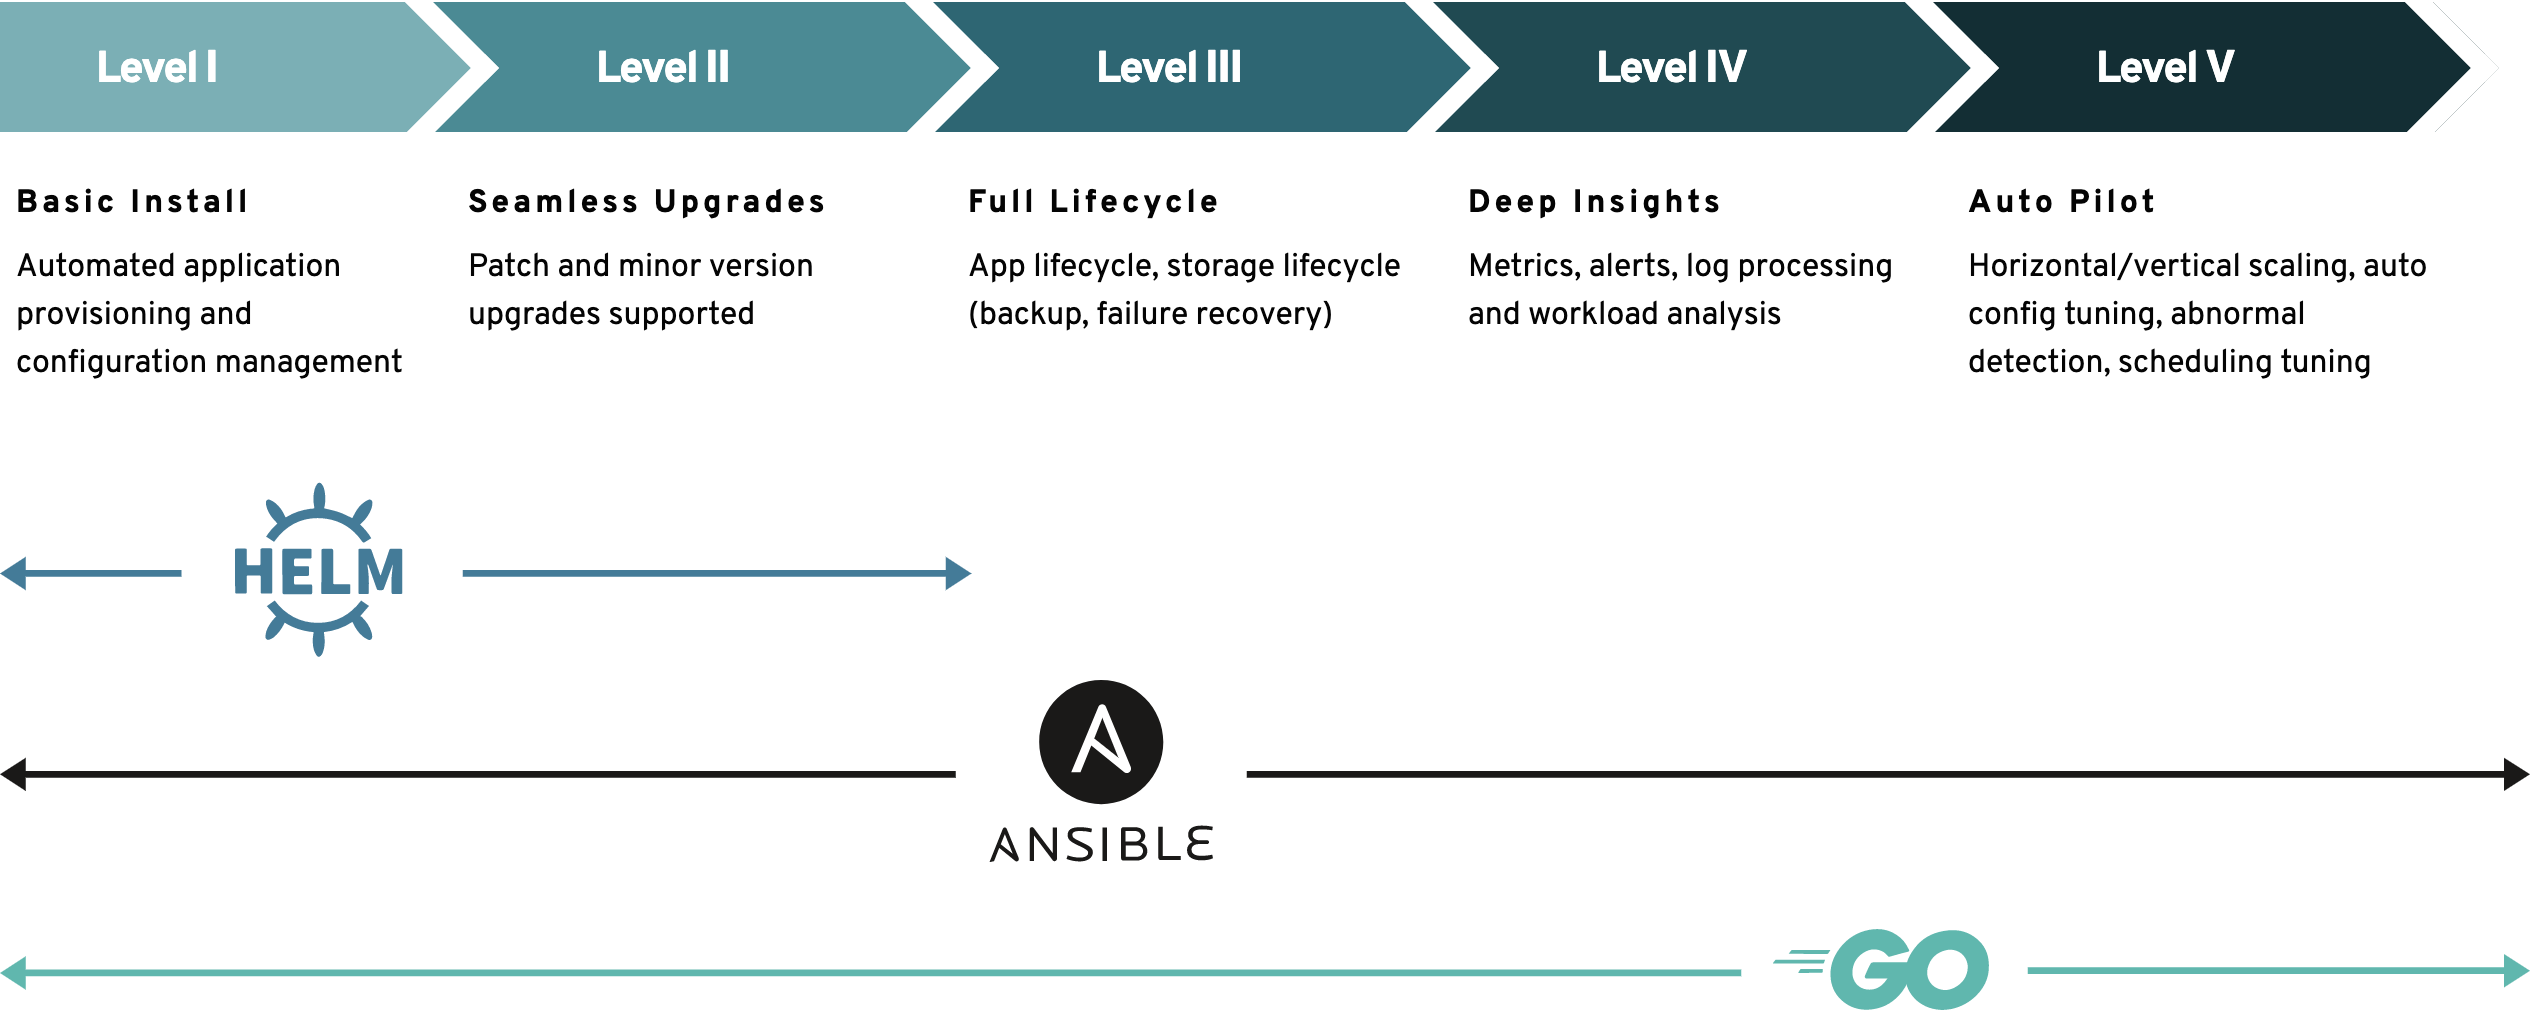 Level I
Level II
Level III
Level IV
Level V
Basic Install
Automated application
provisioning and
configuration management
Seamless Upgrades
Patch and minor version
upgrades supported
Full Lifecycle
App lifecycle, storage lifecycle
(backup, failure recovery)
Deep Insights
Metrics, alerts, log processing
and workload analysis
Auto Pilot
Horizontal/vertical scaling, auto
config tuning, abnormal
detection, scheduling tuning
HELM
A
ANSIBLE
GO